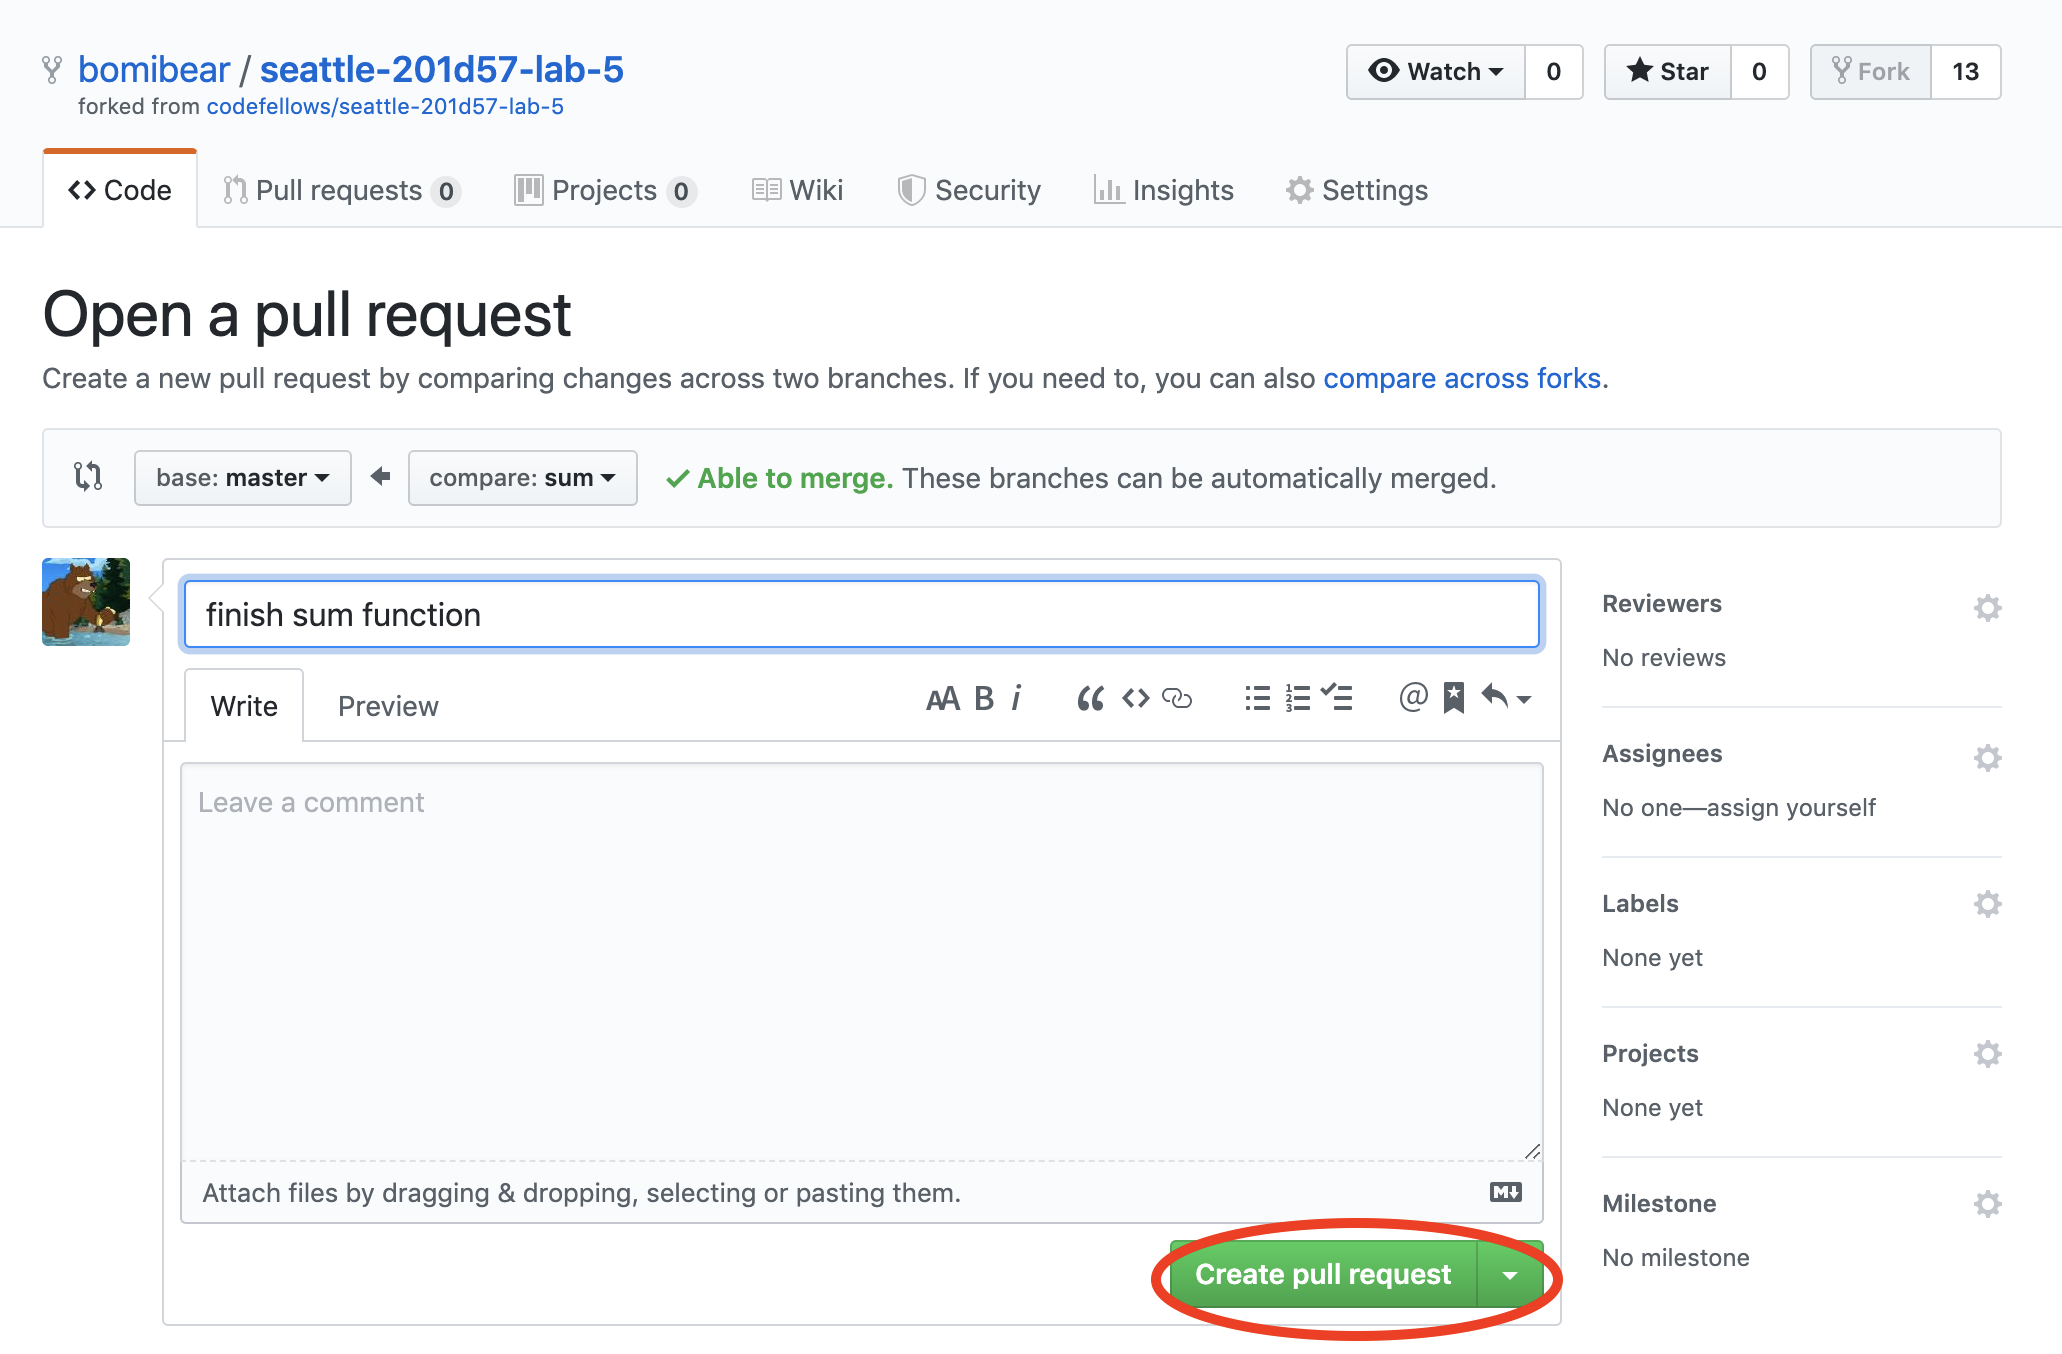 bomibear / seattle-201d57-lab-5
forked from codefellows/seattle-201d57-lab-5
Watch 0 Star 0 Fork 13
Code Pull requests 0 Projects 0 Wiki Security Insights Settings
Open a pull request
Create a new pull request by comparing changes across two branches. If you need to, you can also compare across forks.
base: master compare: sum Able to merge. These branches can be automatically merged.
finish sum function
Write Preview AA B i
Leave a comment
Attach files by dragging & dropping, selecting or pasting them.
Create pull request
Reviewers
No reviews
Assignees
No one—assign yourself
Labels
None yet
Projects
None yet
Milestone
No milestone